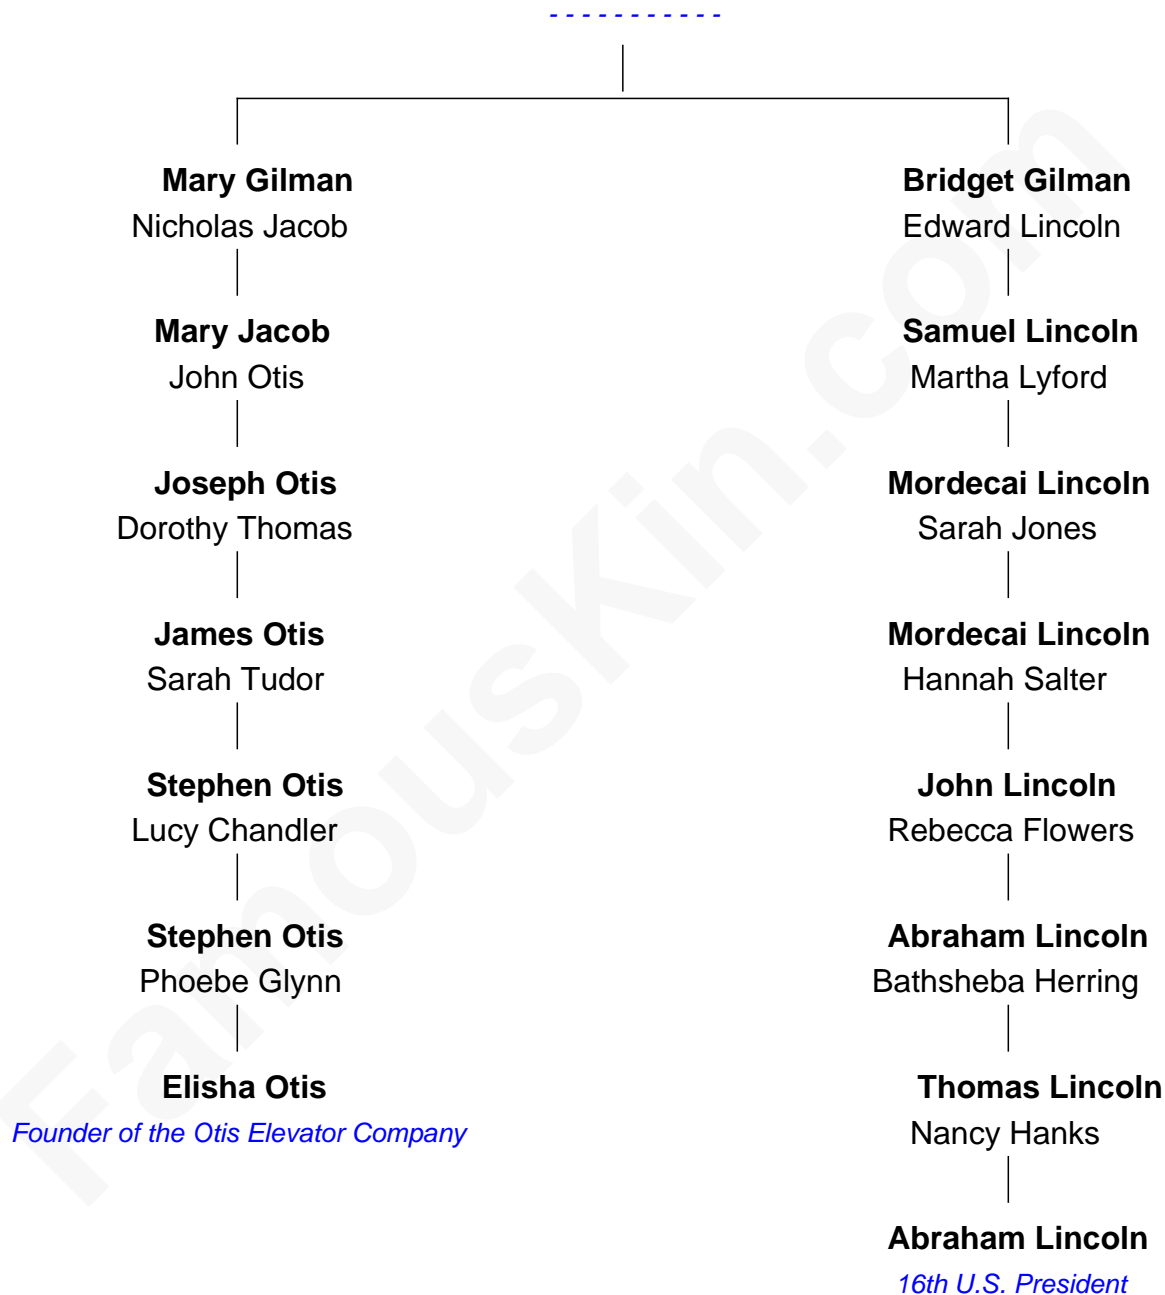 - - - - - - - - - - -
Mary Gilman
Nicholas Jacob
Bridget Gilman
Edward Lincoln
Mary Jacob
John Otis
Samuel Lincoln
Martha Lyford
Joseph Otis
Dorothy Thomas
Mordecai Lincoln
Sarah Jones
James Otis
Sarah Tudor
Mordecai Lincoln
Hannah Salter
Stephen Otis
Lucy Chandler
John Lincoln
Rebecca Flowers
Stephen Otis
Phoebe Glynn
Abraham Lincoln
Bathsheba Herring
Elisha Otis
Founder of the Otis Elevator Company
Thomas Lincoln
Nancy Hanks
Abraham Lincoln
16th U.S. President
FamousKin.com